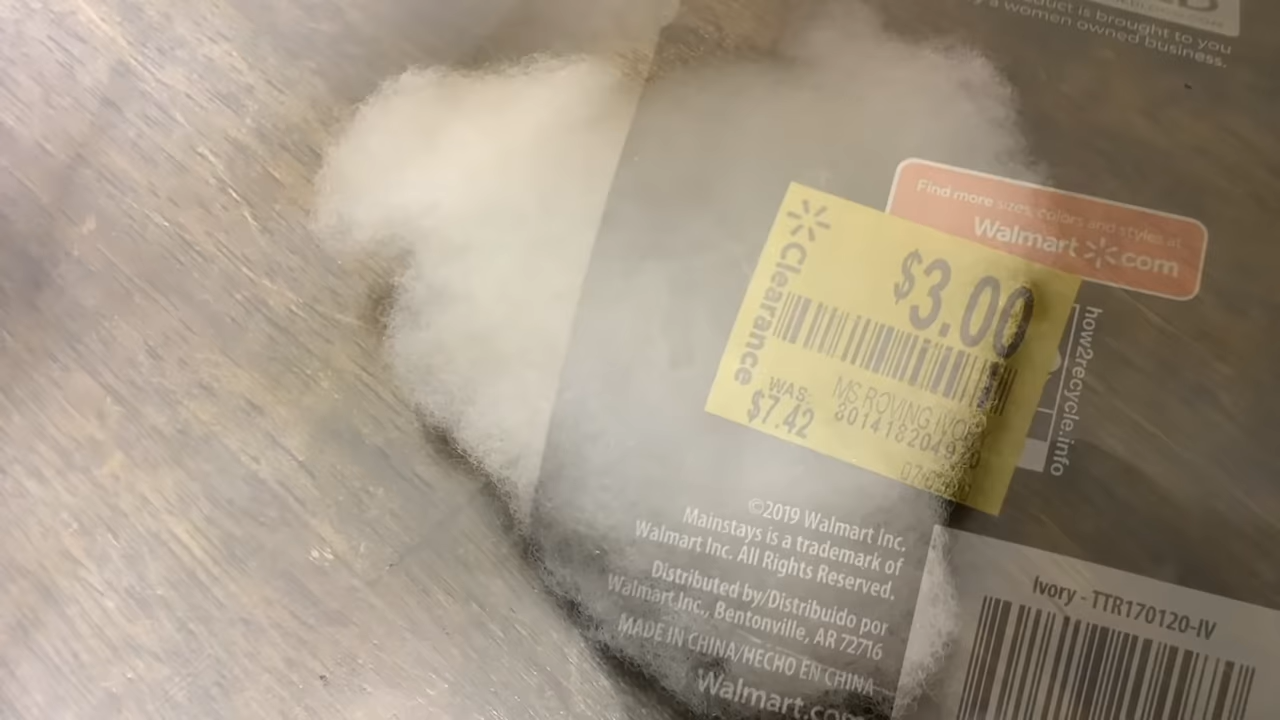 product is brought to you
a women owned business.
Find more sizes, colors and styles at
Walmart com
Clearance
$3.00
WAS
$7.42
MS ROVING
how2recycle.info
©2019 Walmart Inc.
Mainstays is a trademark of
Walmart Inc. All Rights Reserved.
Distributed by/Distribuido por
Walmart Inc., Bentonville, AR 72716
MADE IN CHINA/HECHO EN CHINA
Walmart.com
Ivory - TTR170120-IV